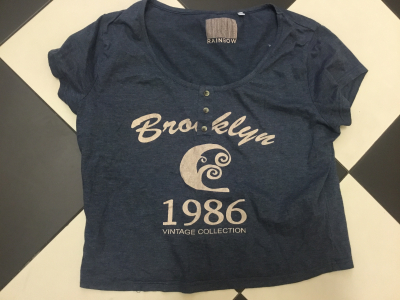 RAINBOW
Brooklyn
1986
VINTAGE COLLECTION